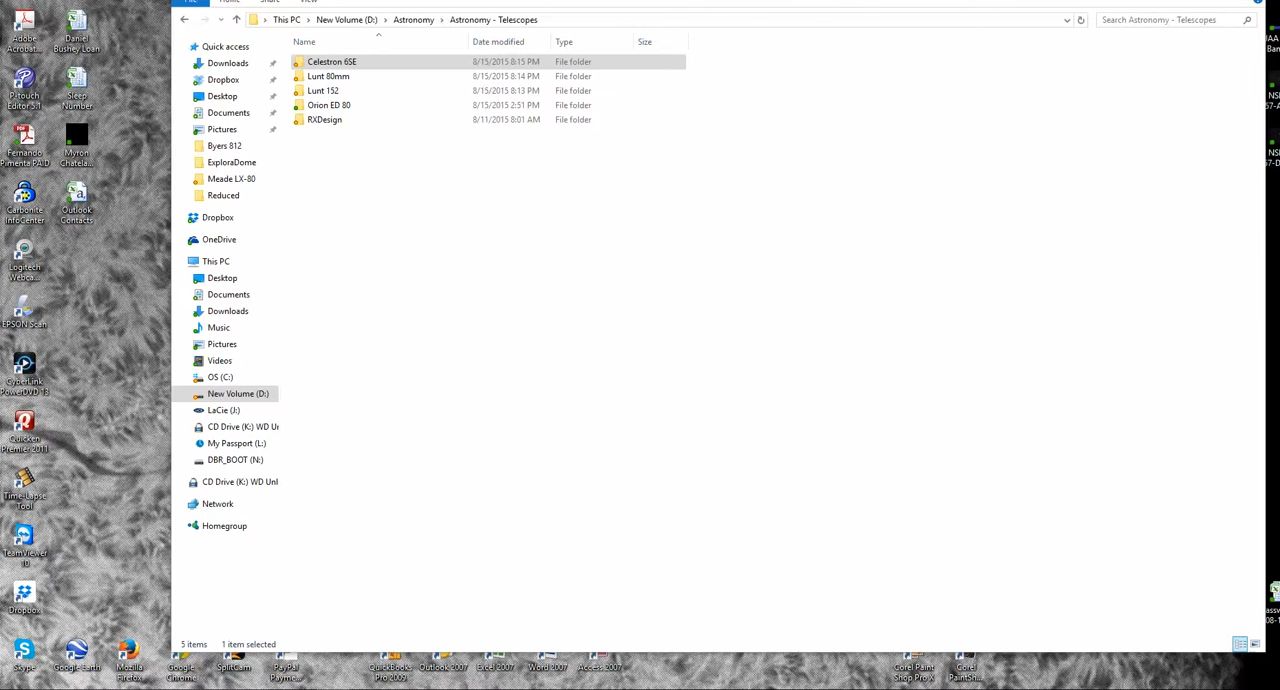 File Home Share View
This PC > New Volume (D:) > Astronomy > Astronomy - Telescopes
Search Astronomy - Telescopes
Name Date modified Type Size
Celestron 6SE 8/15/2015 8:15 PM File folder
Lunt 80mm 8/15/2015 8:14 PM File folder
Lunt 152 8/15/2015 8:13 PM File folder
Orion ED 80 8/15/2015 2:51 PM File folder
RXDesign 8/11/2015 8:01 AM File folder
Quick access
Downloads
Dropbox
Desktop
Documents
Pictures
Byers 812
ExploraDome
Meade LX-80
Reduced
Dropbox
OneDrive
This PC
Desktop
Documents
Downloads
Music
Pictures
Videos
OS (C:)
New Volume (D:)
LaCie (J:)
CD Drive (K:) WD Un
My Passport (L:)
DBR_BOOT (N:)
CD Drive (K:) WD Unl
Network
Homegroup
5 items 1 item selected
Adobe
Acrobat...
Daniel
Bushey Loan
P-touch
Editor 5.1
Sleep
Number
Fernando
Pimenta PAID
Myron
Chatela...
Carbonite
InfoCenter
Outlook
Contacts
Logitech
Webca...
EPSON Scan
CyberLink
PowerDVD 13
Quicken
Premier 2011
Time-Lapse
Tool
TeamViewer
10
Dropbox
Skype
Google Earth
Mozilla
Firefox
Google
Chrome
SplitCam
PayPal
Payme...
QuickBooks
Pro 2009
Outlook 2007
Excel 2007
Word 2007
Access 2007
Corel Paint
Shop Pro X
Corel
PaintSh...